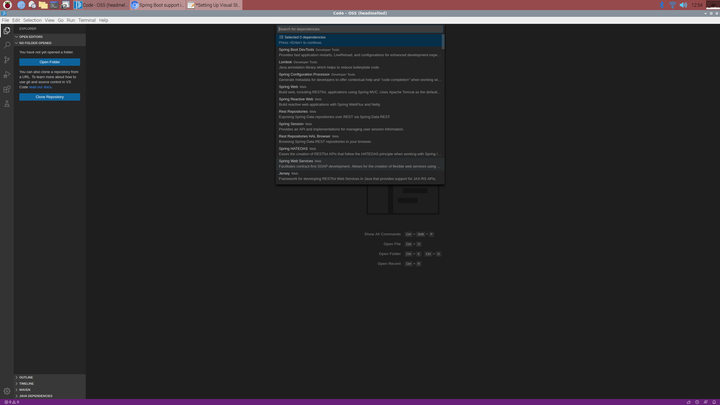 Code - OSS (headmelted)
Spring Boot support i
*Setting Up Visual St
12:04
Code - OSS (headmelted)
File Edit Selection View Go Run Terminal Help
EXPLORER
OPEN EDITORS
NO FOLDER OPENED
You have not yet opened a folder.
Open Folder
You can also clone a repository from
a URL. To learn more about how to
use git and source control in VS
Code read our docs.
Clone Repository
OUTLINE
TIMELINE
MAVEN
JAVA DEPENDENCIES
Search for dependencies.
Selected 0 dependencies
Press <Enter> to continue.
Spring Boot DevTools Developer Tools
Provides fast application restarts, LiveReload, and configurations for enhanced development expe...
Lombok Developer Tools
Java annotation library which helps to reduce boilerplate code.
Spring Configuration Processor Developer Tools
Generate metadata for developers to offer contextual help and "code completion" when working wi...
Spring Web Web
Build web, including RESTful, applications using Spring MVC. Uses Apache Tomcat as the default...
Spring Reactive Web Web
Build reactive web applications with Spring WebFlux and Netty.
Rest Repositories Web
Exposing Spring Data repositories over REST via Spring Data REST.
Spring Session Web
Provides an API and implementations for managing user session information.
Rest Repositories HAL Browser Web
Browsing Spring Data REST repositories in your browser.
Spring HATEOAS Web
Eases the creation of RESTful APIs that follow the HATEOAS principle when working with Spring /...
Spring Web Services Web
Facilitates contract-first SOAP development. Allows for the creation of flexible web services using...
Jersey Web
Framework for developing RESTful Web Services in Java that provides support for JAX-RS APIs.
Show All Commands Ctrl + Shift + P
Open File Ctrl + O
Open Folder Ctrl + K Ctrl + O
Open Recent Ctrl + R
0 0